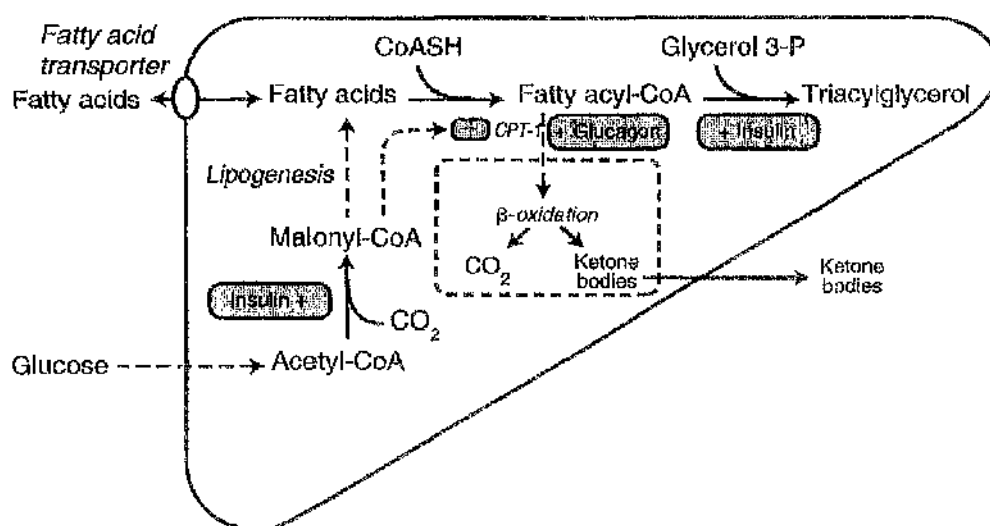 Fatty acid
transporter
Fatty acids
CoASH
Glycerol 3-P
Fatty acids
Fatty acyl-CoA
Triacylglycerol
CPT-1
+ Glucagon
+ Insulin
Lipogenesis
β-oxidation
Malonyl-CoA
CO2
Ketone
bodies
Ketone
bodies
Insulin +
CO2
Glucose
Acetyl-CoA